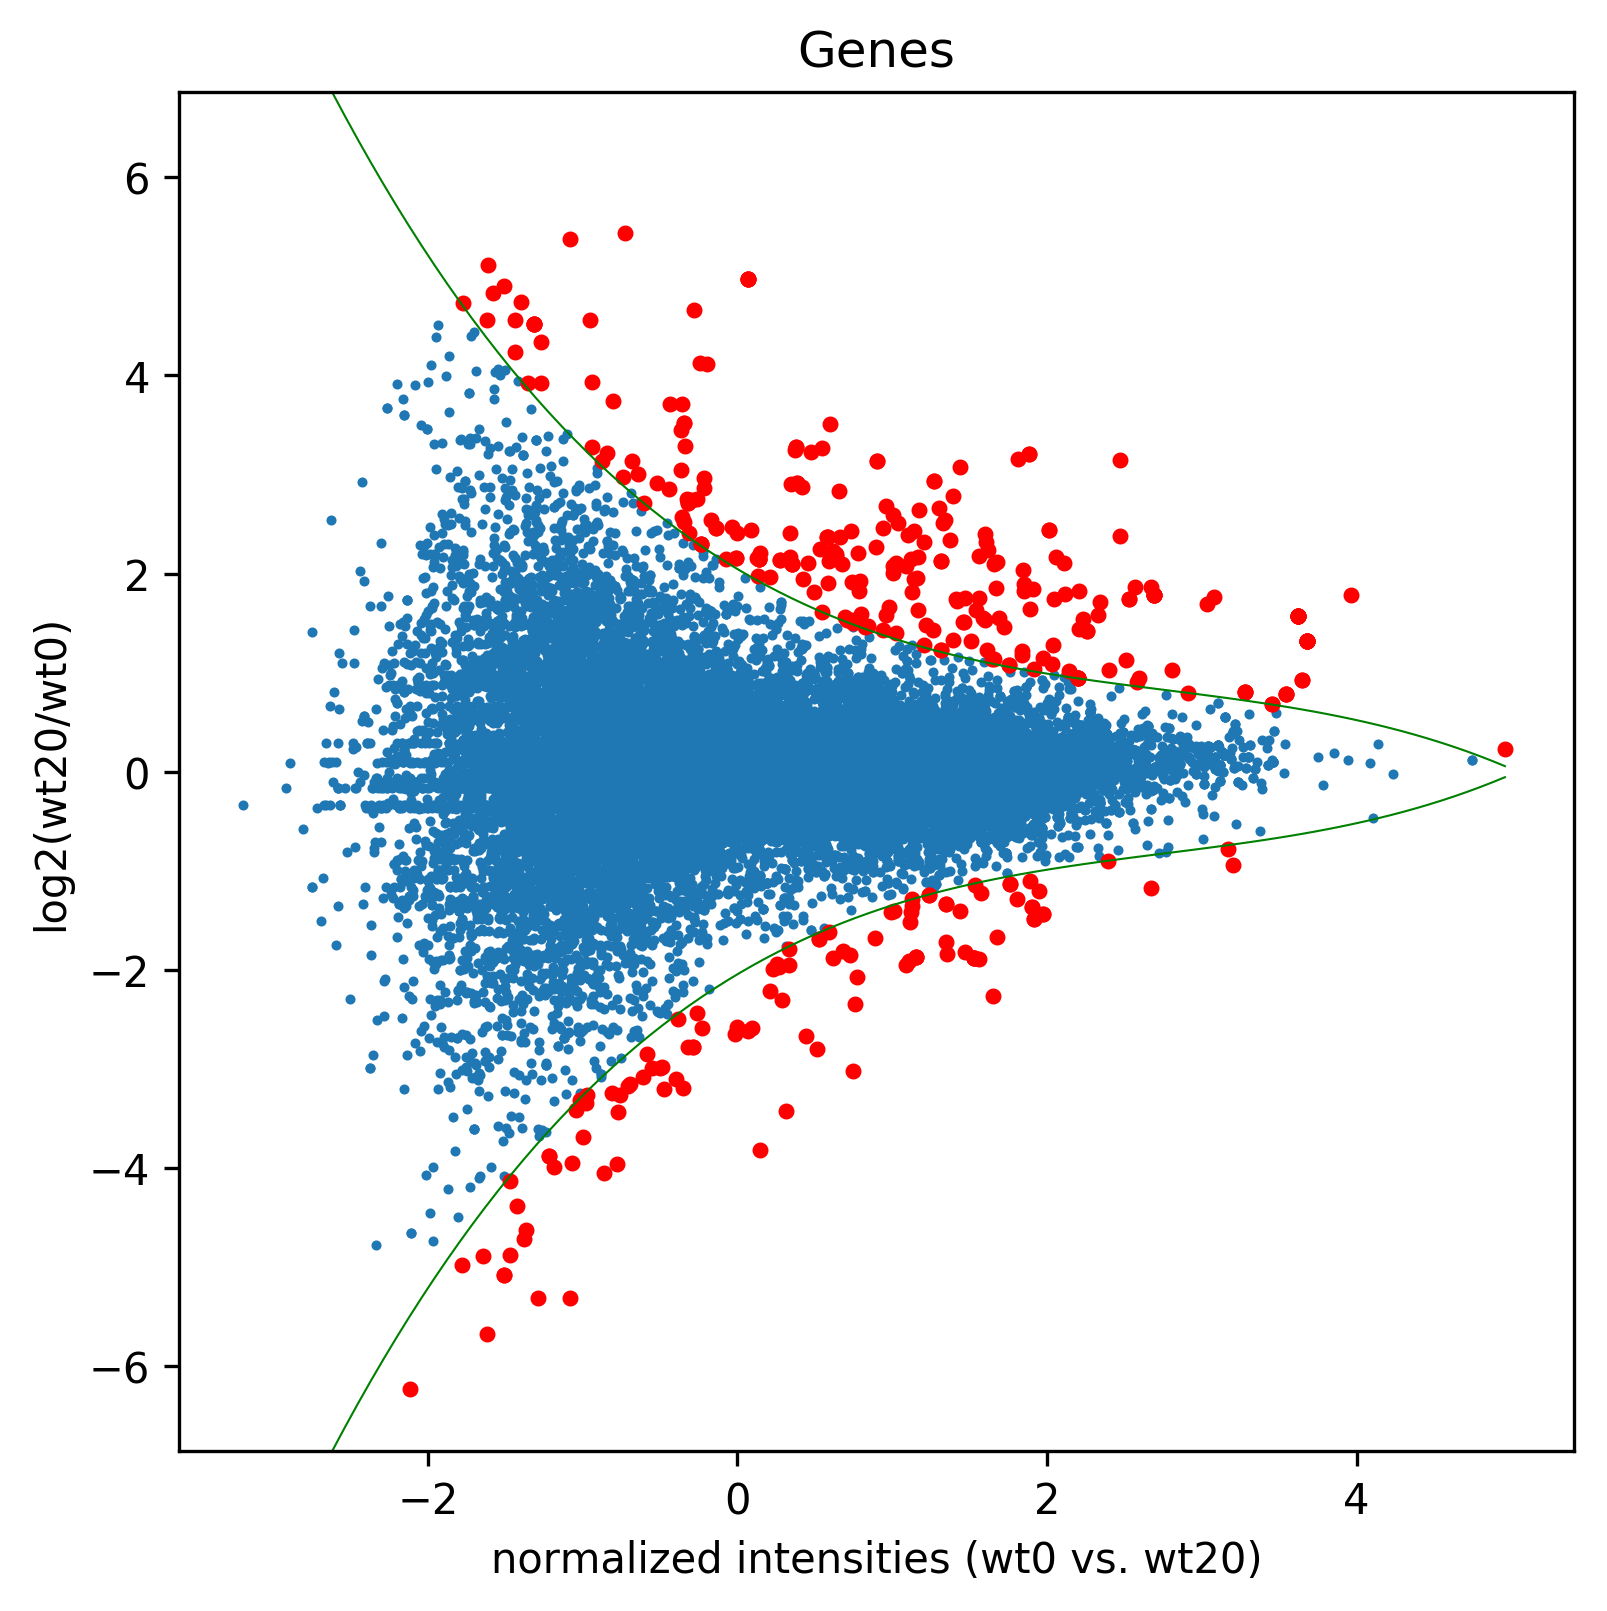 Genes
6
4
2
0
−2
−4
−6
log2(wt20/wt0)
−2 0 2 4
normalized intensities (wt0 vs. wt20)